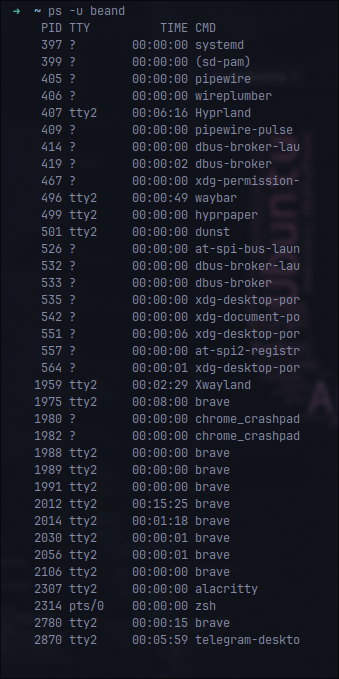 ➜ ~ ps -u beand
PID TTY TIME CMD
397 ? 00:00:00 systemd
399 ? 00:00:00 (sd-pam)
405 ? 00:00:00 pipewire
406 ? 00:00:00 wireplumber
407 tty2 00:06:16 Hyprland
409 ? 00:00:00 pipewire-pulse
414 ? 00:00:00 dbus-broker-lau
419 ? 00:00:02 dbus-broker
467 ? 00:00:00 xdg-permission-
496 tty2 00:00:49 waybar
499 tty2 00:00:00 hyprpaper
501 tty2 00:00:00 dunst
526 ? 00:00:00 at-spi-bus-laun
532 ? 00:00:00 dbus-broker-lau
533 ? 00:00:00 dbus-broker
535 ? 00:00:00 xdg-desktop-por
542 ? 00:00:00 xdg-document-po
551 ? 00:00:06 xdg-desktop-por
557 ? 00:00:00 at-spi2-registr
564 ? 00:00:01 xdg-desktop-por
1959 tty2 00:02:29 Xwayland
1975 tty2 00:08:00 brave
1980 ? 00:00:00 chrome_crashpad
1982 ? 00:00:00 chrome_crashpad
1988 tty2 00:00:00 brave
1989 tty2 00:00:00 brave
1991 tty2 00:00:00 brave
2012 tty2 00:15:25 brave
2014 tty2 00:01:18 brave
2030 tty2 00:00:01 brave
2056 tty2 00:00:01 brave
2106 tty2 00:00:00 brave
2307 tty2 00:00:00 alacritty
2314 pts/0 00:00:00 zsh
2780 tty2 00:00:15 brave
2870 tty2 00:05:59 telegram-deskto